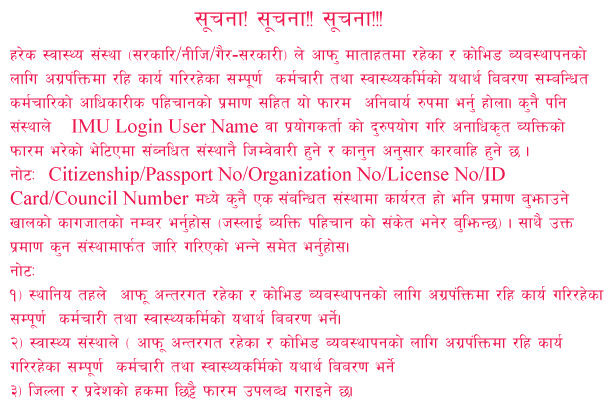 सूचना! सूचना!! सूचना!!!
हरेक स्वास्थ्य संस्था (सरकारि/नीजि/गैर-सरकारी) ले आफु माताहतमा रहेका र कोभिड व्यवस्थापनको
लागि अग्रपंक्तिमा रहि कार्य गरिरहेका सम्पूर्ण कर्मचारी तथा स्वास्थ्यकर्मिको यथार्थ विवरण सम्वन्धित
कर्मचारिको आधिकारीक पहिचानको प्रमाण सहित यो फारम अनिवार्य रुपमा भर्नु होला। कुनै पनि
संस्थाले IMU Login User Name वा प्रयोगकर्ता को दुरुपयोग गरि अनाधिकृत व्यक्तिको
फारम भरेको भेटिएमा संब्नधित संस्थानै जिम्वेवारी हुने र कानुन अनुसार कारवाहि हुने छ ।
नोटः Citizenship/Passport No/Organization No/License No/ID
Card/Council Number मध्ये कुनै एक संवन्धित संस्थामा कार्यरत हो भनि प्रमाण वुझाउने
खालको कागजातको नम्वर भर्नुहोस (जस्लाई व्यक्ति पहिचान को संकेत भनेर वुझिन्छ) । साथै उक्त
प्रमाण कुन संस्थामार्फत जारि गरिएको भन्ने समेत भर्नुहोस।
नोटः
१) स्थानिय तहले आफू अन्तरगत रहेका र कोभिड व्यवस्थापनको लागि अग्रपंक्तिमा रहि कार्य गरिरहेका
सम्पूर्ण कर्मचारी तथा स्वास्थ्यकर्मिको यथार्थ विवरण भर्ने।
२) स्वास्थ्य संस्थाले ( आफू अन्तरगत रहेका र कोभिड व्यवस्थापनको लागि अग्रपंक्तिमा रहि कार्य
गरिरहेका सम्पूर्ण कर्मचारी तथा स्वास्थ्यकर्मिको यथार्थ विवरण भर्ने
३) जिल्ला र प्रदेशको हकमा छिट्टै फारम उपलब्ध गराइने छ।